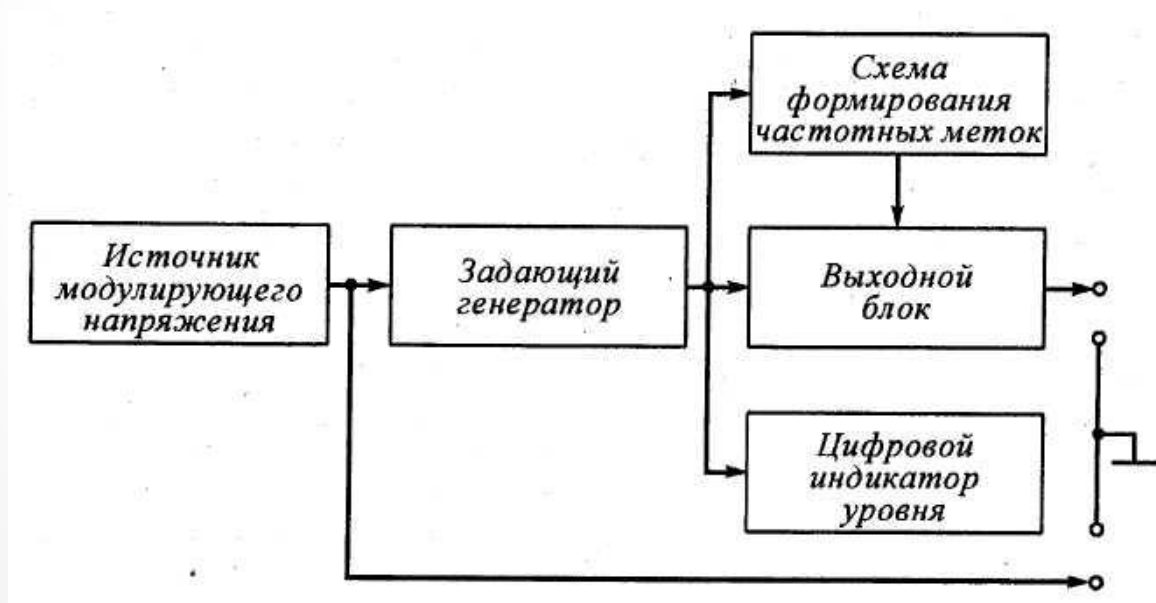 Схема
формирования
частотных меток
Источник
модулирующего
напряжения
Задающий
генератор
Выходной
блок
Цифровой
индикатор
уровня